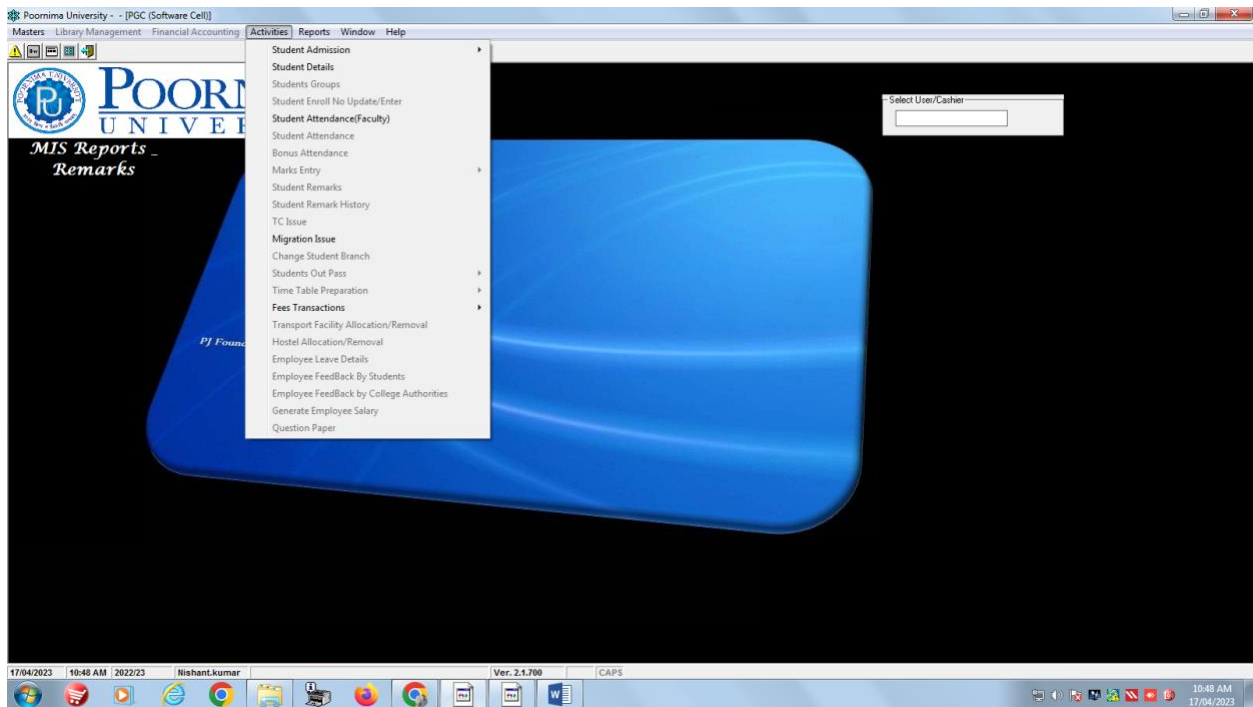 Poornima University - - [PGC (Software Cell)]
Masters Library Management Financial Accounting Activities Reports Window Help
POORN
UNIVER
MIS Reports _
Remarks
PJ Found
Student Admission
Student Details
Students Groups
Student Enroll No Update/Enter
Student Attendance(Faculty)
Student Attendance
Bonus Attendance
Marks Entry
Student Remarks
Student Remark History
TC Issue
Migration Issue
Change Student Branch
Students Out Pass
Time Table Preparation
Fees Transactions
Transport Facility Allocation/Removal
Hostel Allocation/Removal
Employee Leave Details
Employee FeedBack By Students
Employee FeedBack by College Authorities
Generate Employee Salary
Question Paper
Select User/Cashier
17/04/2023 10:48 AM 2022/23 Nishant.kumar Ver. 2.1.700 CAPS
10:48 AM
17/04/2023